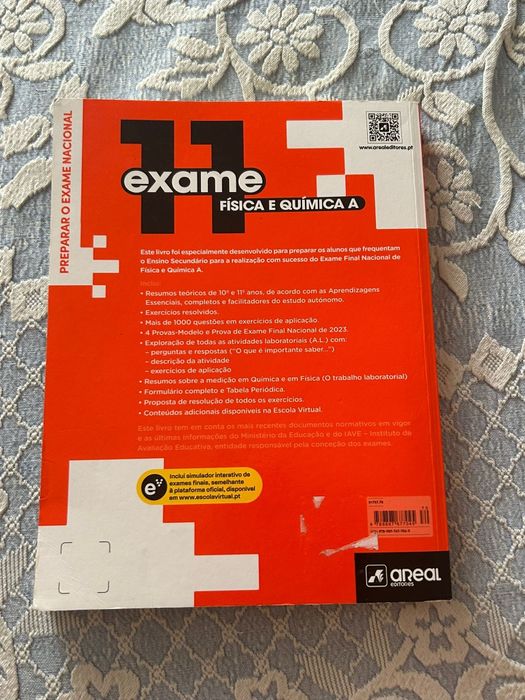 PREPARAR O EXAME NACIONAL
11
exame
FÍSICA E QUÍMICA A
www.arealeditores.pt
Este livro foi especialmente desenvolvido para preparar os alunos que frequentam
o Ensino Secundário para a realização com sucesso do Exame Final Nacional de
Física e Química A.
Inclui:
• Resumos teóricos de 10º e 11º anos, de acordo com as Aprendizagens
Essenciais, completos e facilitadores do estudo autónomo.
• Exercícios resolvidos.
• Mais de 1000 questões em exercícios de aplicação.
• 4 Provas-Modelo e Prova de Exame Final Nacional de 2023.
• Exploração de todas as atividades laboratoriais (A.L.) com:
– perguntas e respostas ("O que é importante saber...")
– descrição da atividade
– exercícios de aplicação
• Resumos sobre a medição em Química e em Física (O trabalho laboratorial)
• Formulário completo e Tabela Periódica.
• Proposta de resolução de todos os exercícios.
• Conteúdos adicionais disponíveis na Escola Virtual.
Este livro tem em conta os mais recentes documentos normativos em vigor
e as últimas informações do Ministério da Educação e do IAVE – Instituto de
Avaliação Educativa, entidade responsável pela conceção dos exames.
e
Inclui simulador interativo de
exames finais, semelhante
à plataforma oficial, disponível
em www.escolavirtual.pt
areal
EDITORES